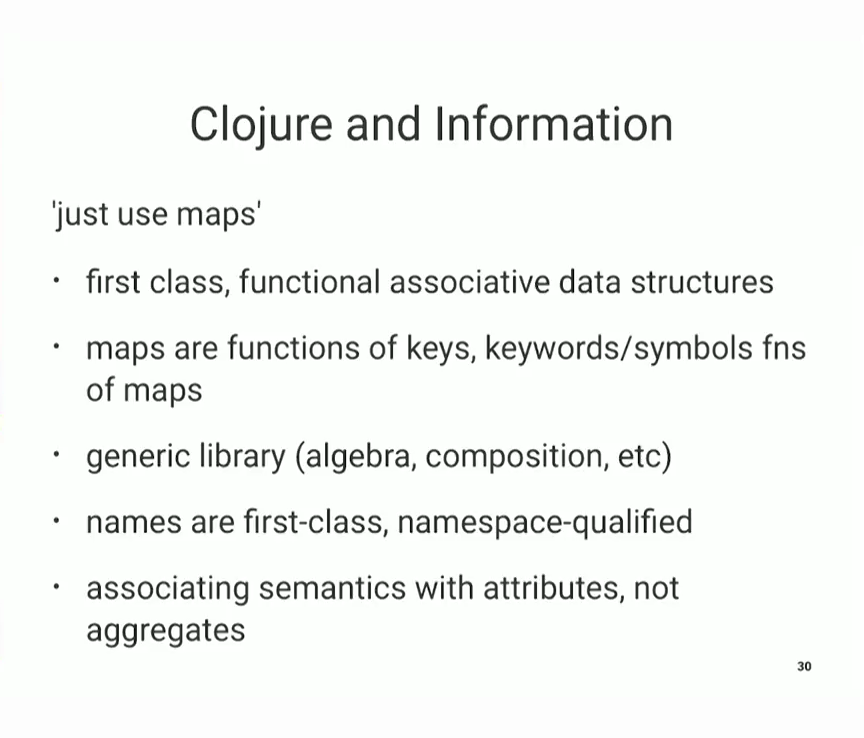 Clojure and Information
'just use maps'
• first class, functional associative data structures
• maps are functions of keys, keywords/symbols fns
of maps
• generic library (algebra, composition, etc)
• names are first-class, namespace-qualified
• associating semantics with attributes, not
aggregates
30